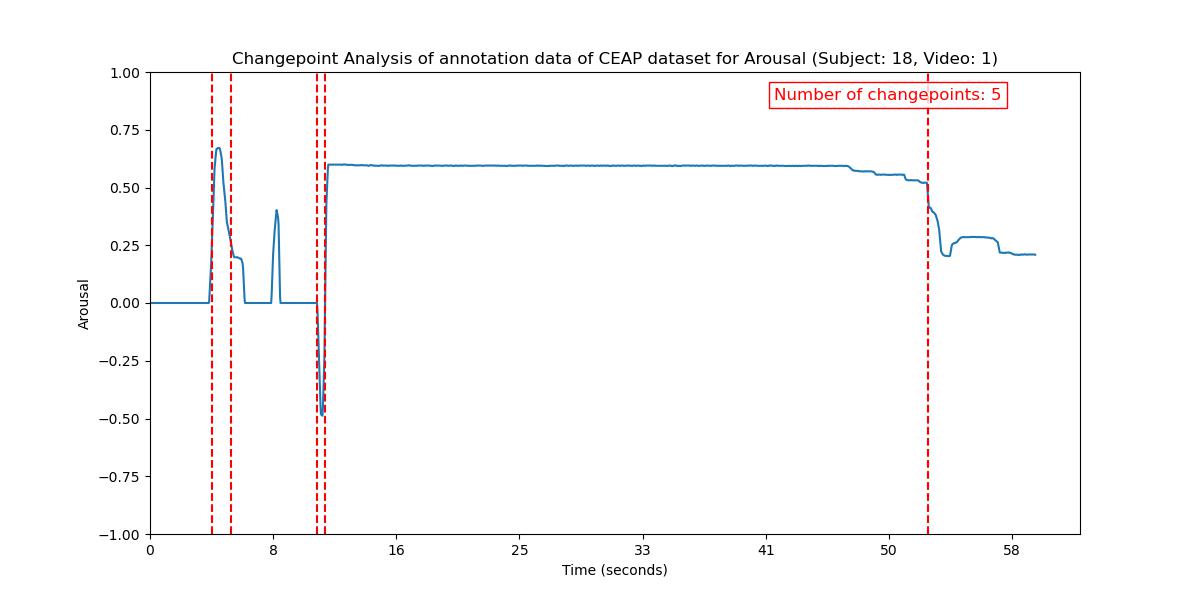 Changepoint Analysis of annotation data of CEAP dataset for Arousal (Subject: 18, Video: 1)
Number of changepoints: 5
1.00
0.75
0.50
0.25
0.00
−0.25
−0.50
−0.75
−1.00
Arousal
0 8 16 25 33 41 50 58
Time (seconds)